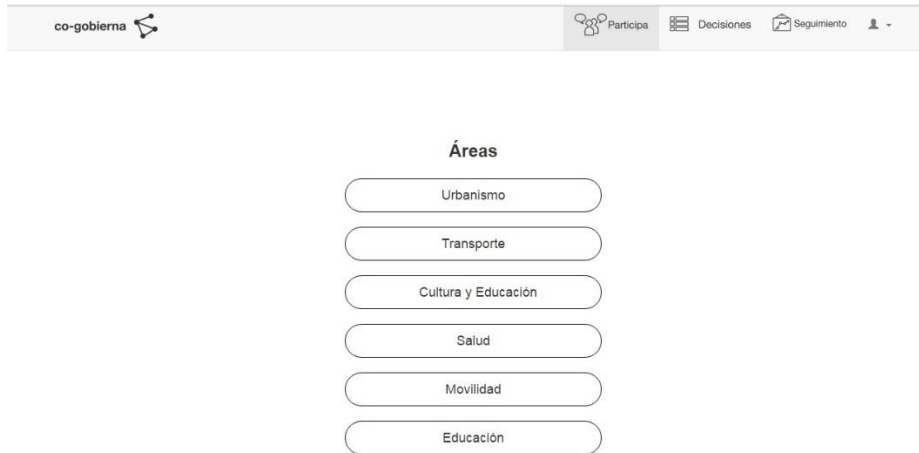 co-gobierna Participa Decisiones Seguimiento
Áreas
Urbanismo
Transporte
Cultura y Educación
Salud
Movilidad
Educación